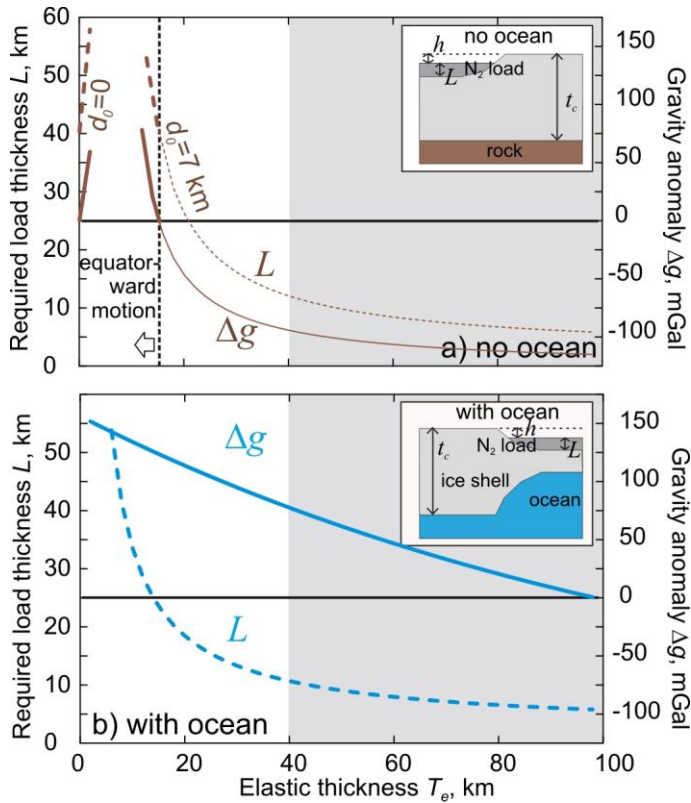 60
50
40
30
20
10
0
Required load thickness L, km
150
100
50
0
-50
-100
Gravity anomaly Δg, mGal
d₀=0
d₀=7 km
equator-
ward
motion
L
Δg
a) no ocean
no ocean
h
N₂ load
L
t_c
rock
50
40
30
20
10
0
Required load thickness L, km
150
100
50
0
-50
-100
Gravity anomaly Δg, mGal
Δg
L
b) with ocean
with ocean
h
t_c
N₂ load
L
ice shell
ocean
0 20 40 60 80 100
Elastic thickness Tₑ, km